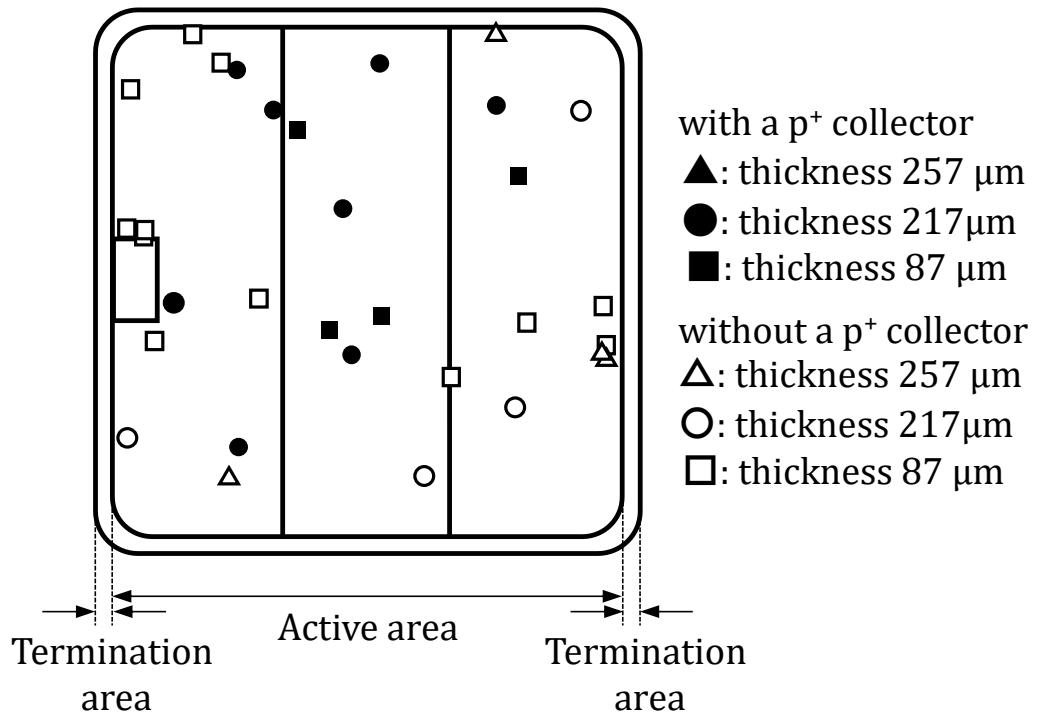 with a p⁺ collector
▲: thickness 257 μm
●: thickness 217μm
■: thickness 87 μm
without a p⁺ collector
△: thickness 257 μm
○: thickness 217μm
□: thickness 87 μm
Active area
Termination
area
Termination
area